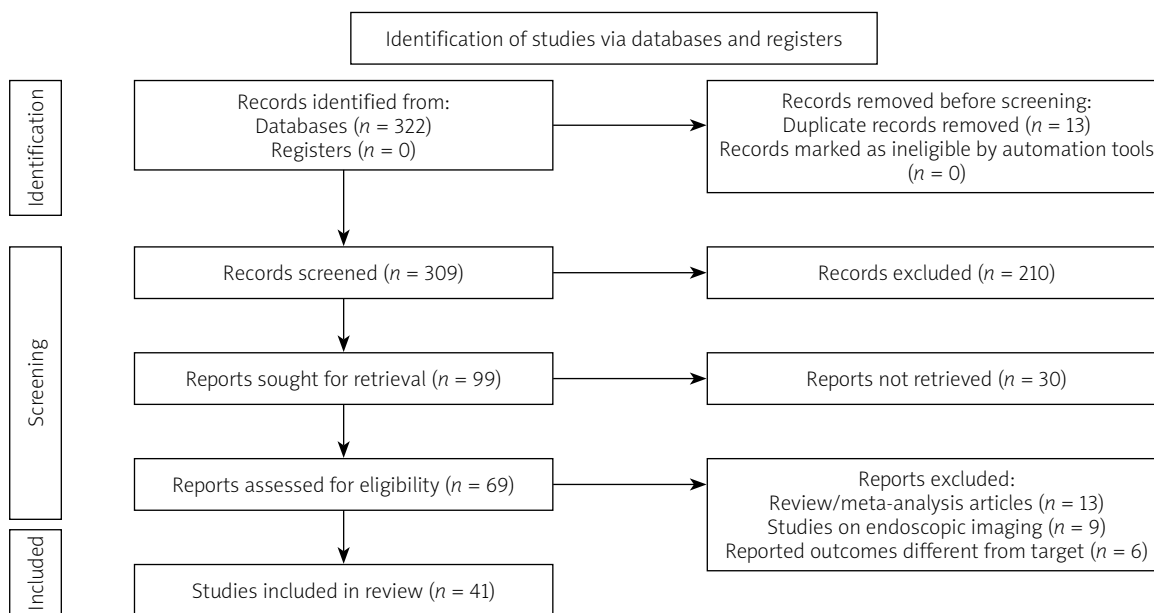 Identification of studies via databases and registers
Identification
Records identified from:
Databases (n = 322)
Registers (n = 0)
Records removed before screening:
Duplicate records removed (n = 13)
Records marked as ineligible by automation tools
(n = 0)
Screening
Records screened (n = 309)
Records excluded (n = 210)
Reports sought for retrieval (n = 99)
Reports not retrieved (n = 30)
Reports assessed for eligibility (n = 69)
Reports excluded:
Review/meta-analysis articles (n = 13)
Studies on endoscopic imaging (n = 9)
Reported outcomes different from target (n = 6)
Included
Studies included in review (n = 41)